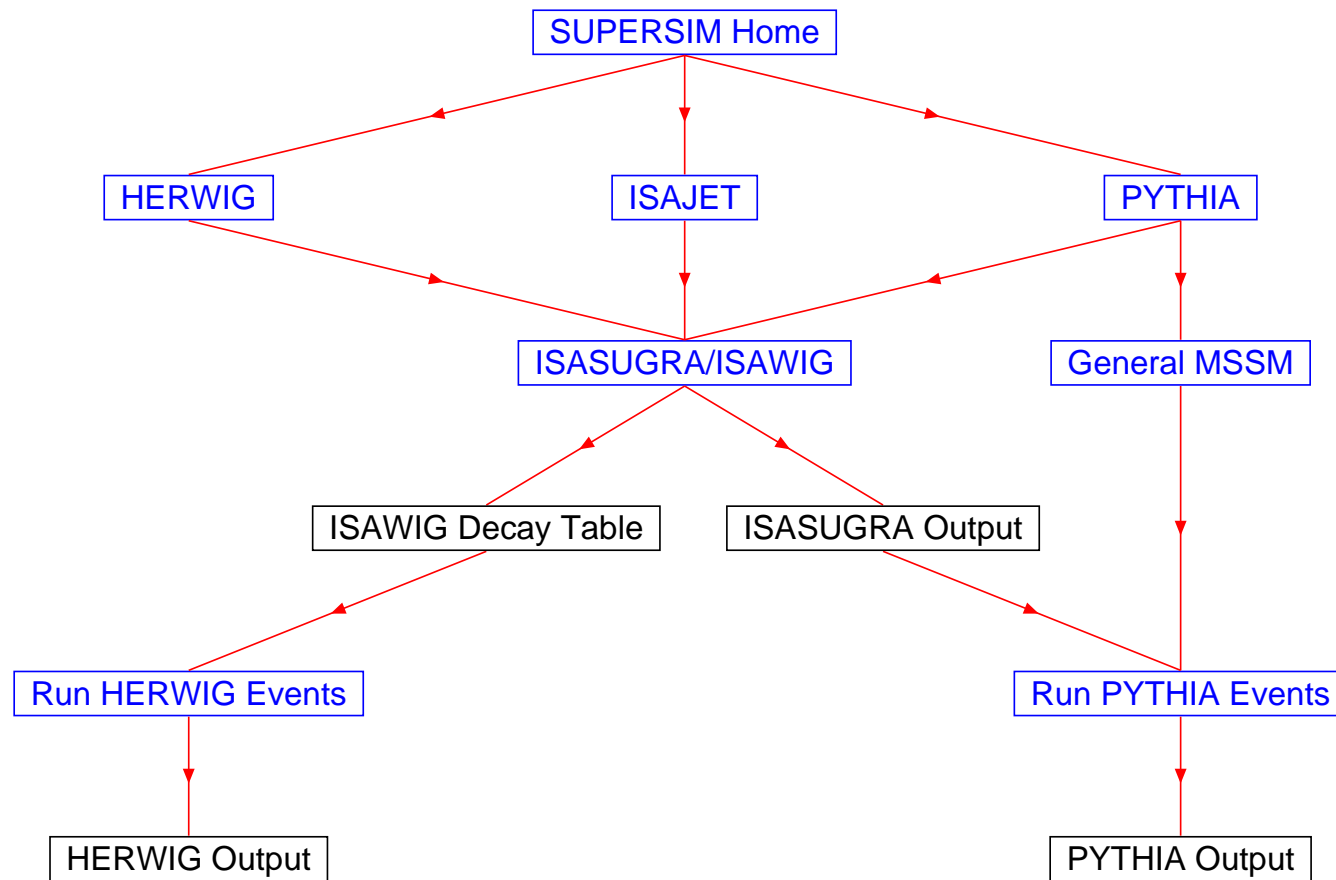 SUPERSIM Home
HERWIG
ISAJET
PYTHIA
ISASUGRA/ISAWIG
General MSSM
ISAWIG Decay Table
ISASUGRA Output
Run HERWIG Events
Run PYTHIA Events
HERWIG Output
PYTHIA Output